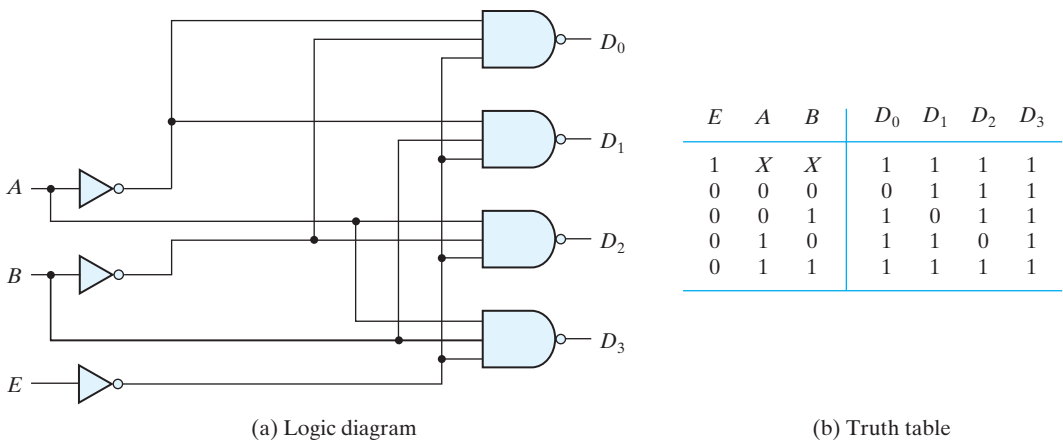 D0
D1
A
D2
B
D3
E
(a) Logic diagram
E A B D0 D1 D2 D3
1 X X 1 1 1 1
0 0 0 0 1 1 1
0 0 1 1 0 1 1
0 1 0 1 1 0 1
0 1 1 1 1 1 1
(b) Truth table